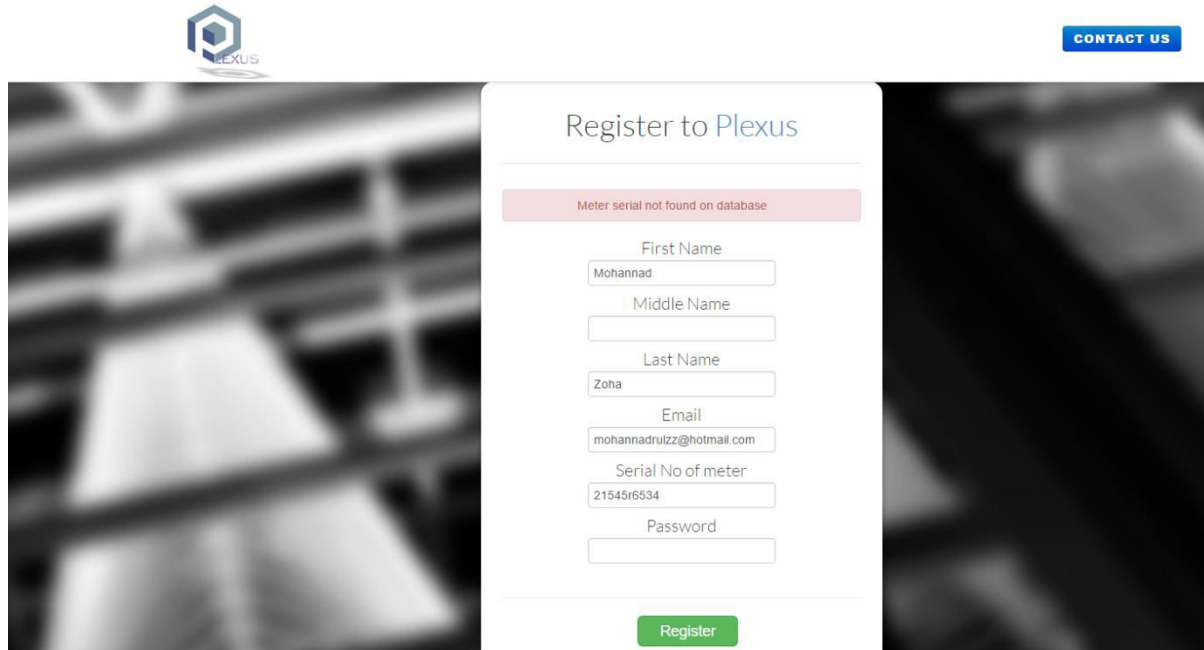 PLEXUS
CONTACT US
Register to Plexus
Meter serial not found on database
First Name
Mohannad
Middle Name
Last Name
Zoha
Email
mohannadrulzz@hotmail.com
Serial No of meter
21545r6534
Password
Register